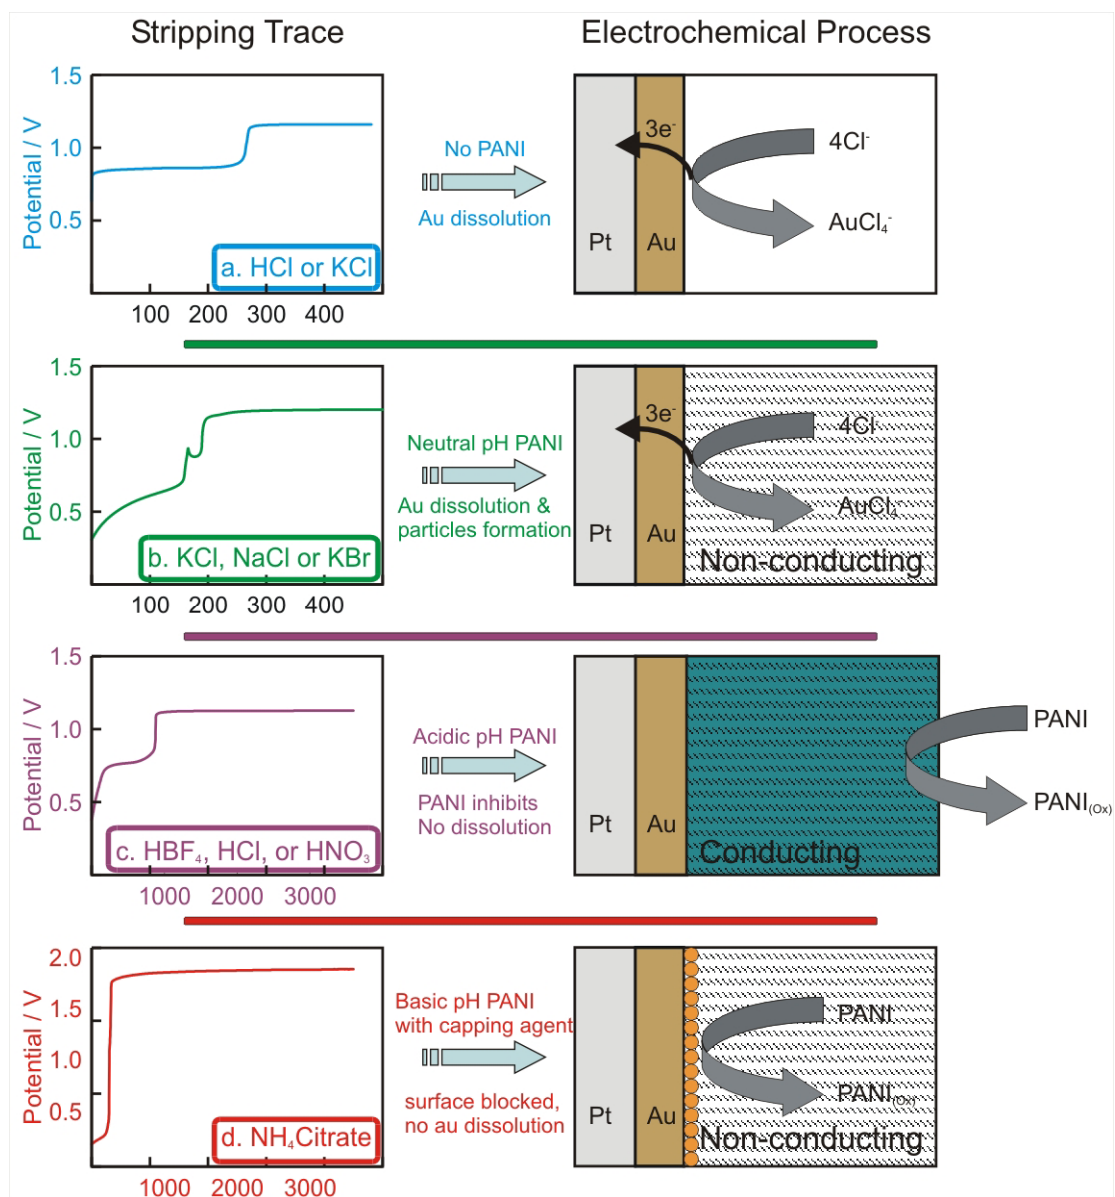 Stripping Trace
Electrochemical Process
Potential / V
1.5
1.0
0.5
a. HCl or KCl
100 200 300 400
No PANI
Au dissolution
3e⁻
4Cl⁻
AuCl₄⁻
Pt
Au
Potential / V
1.5
1.0
0.5
b. KCl, NaCl or KBr
100 200 300 400
Neutral pH PANI
Au dissolution &
particles formation
3e⁻
4Cl
AuCl₄
Pt
Au
Non-conducting
Potential / V
1.5
1.0
0.5
c. HBF₄, HCl, or HNO₃
1000 2000 3000
Acidic pH PANI
PANI inhibits
No dissolution
Pt
Au
Conducting
PANI
PANI(Ox)
Potential / V
2.0
1.5
1.0
0.5
d. NH₄Citrate
1000 2000 3000
Basic pH PANI
with capping agent
surface blocked,
no au dissolution
Pt
Au
PANI
PANI(Ox)
Non-conducting